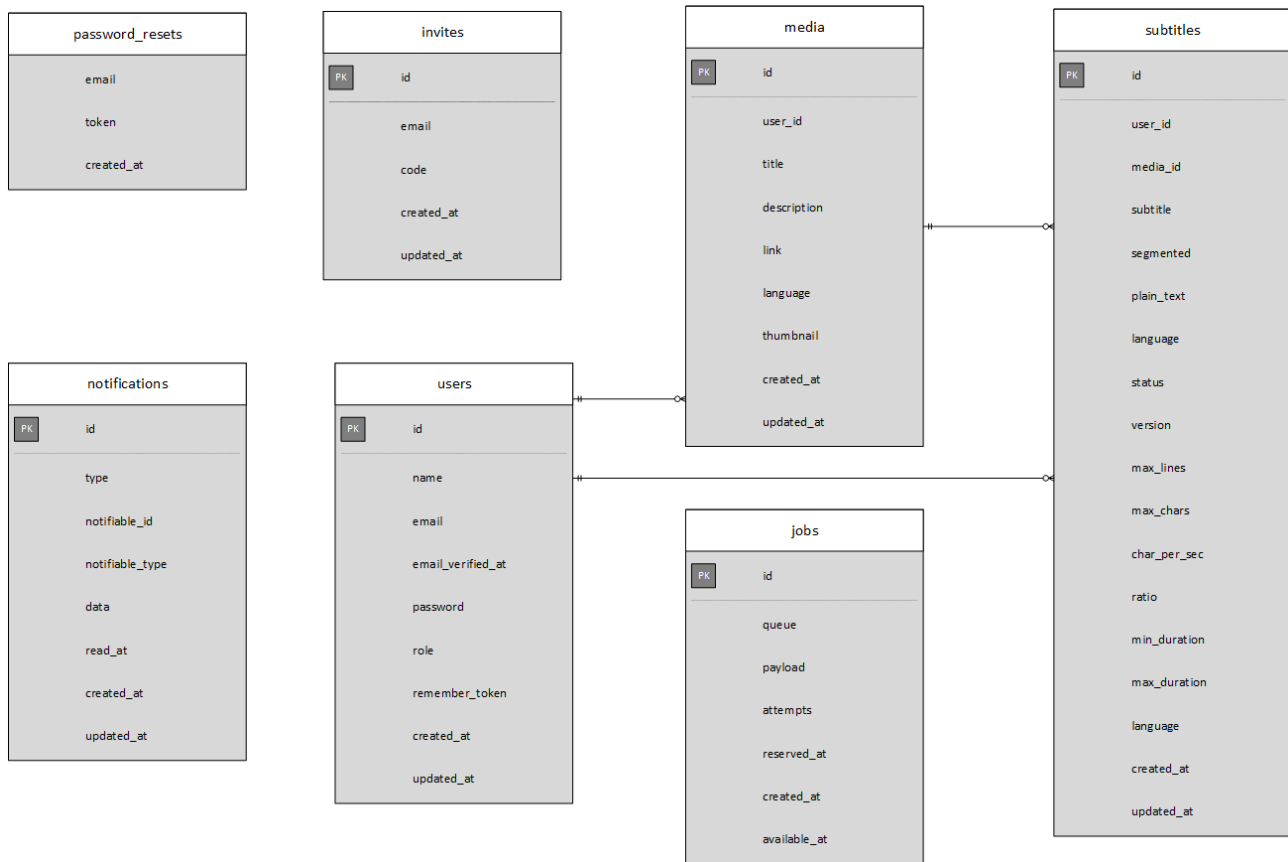 password_resets
email
token
created_at
invites
PK id
email
code
created_at
updated_at
media
PK id
user_id
title
description
link
language
thumbnail
created_at
updated_at
subtitles
PK id
user_id
media_id
subtitle
segmented
plain_text
language
status
version
max_lines
max_chars
char_per_sec
ratio
min_duration
max_duration
language
created_at
updated_at
notifications
PK id
type
notifiable_id
notifiable_type
data
read_at
created_at
updated_at
users
PK id
name
email
email_verified_at
password
role
remember_token
created_at
updated_at
jobs
PK id
queue
payload
attempts
reserved_at
created_at
available_at